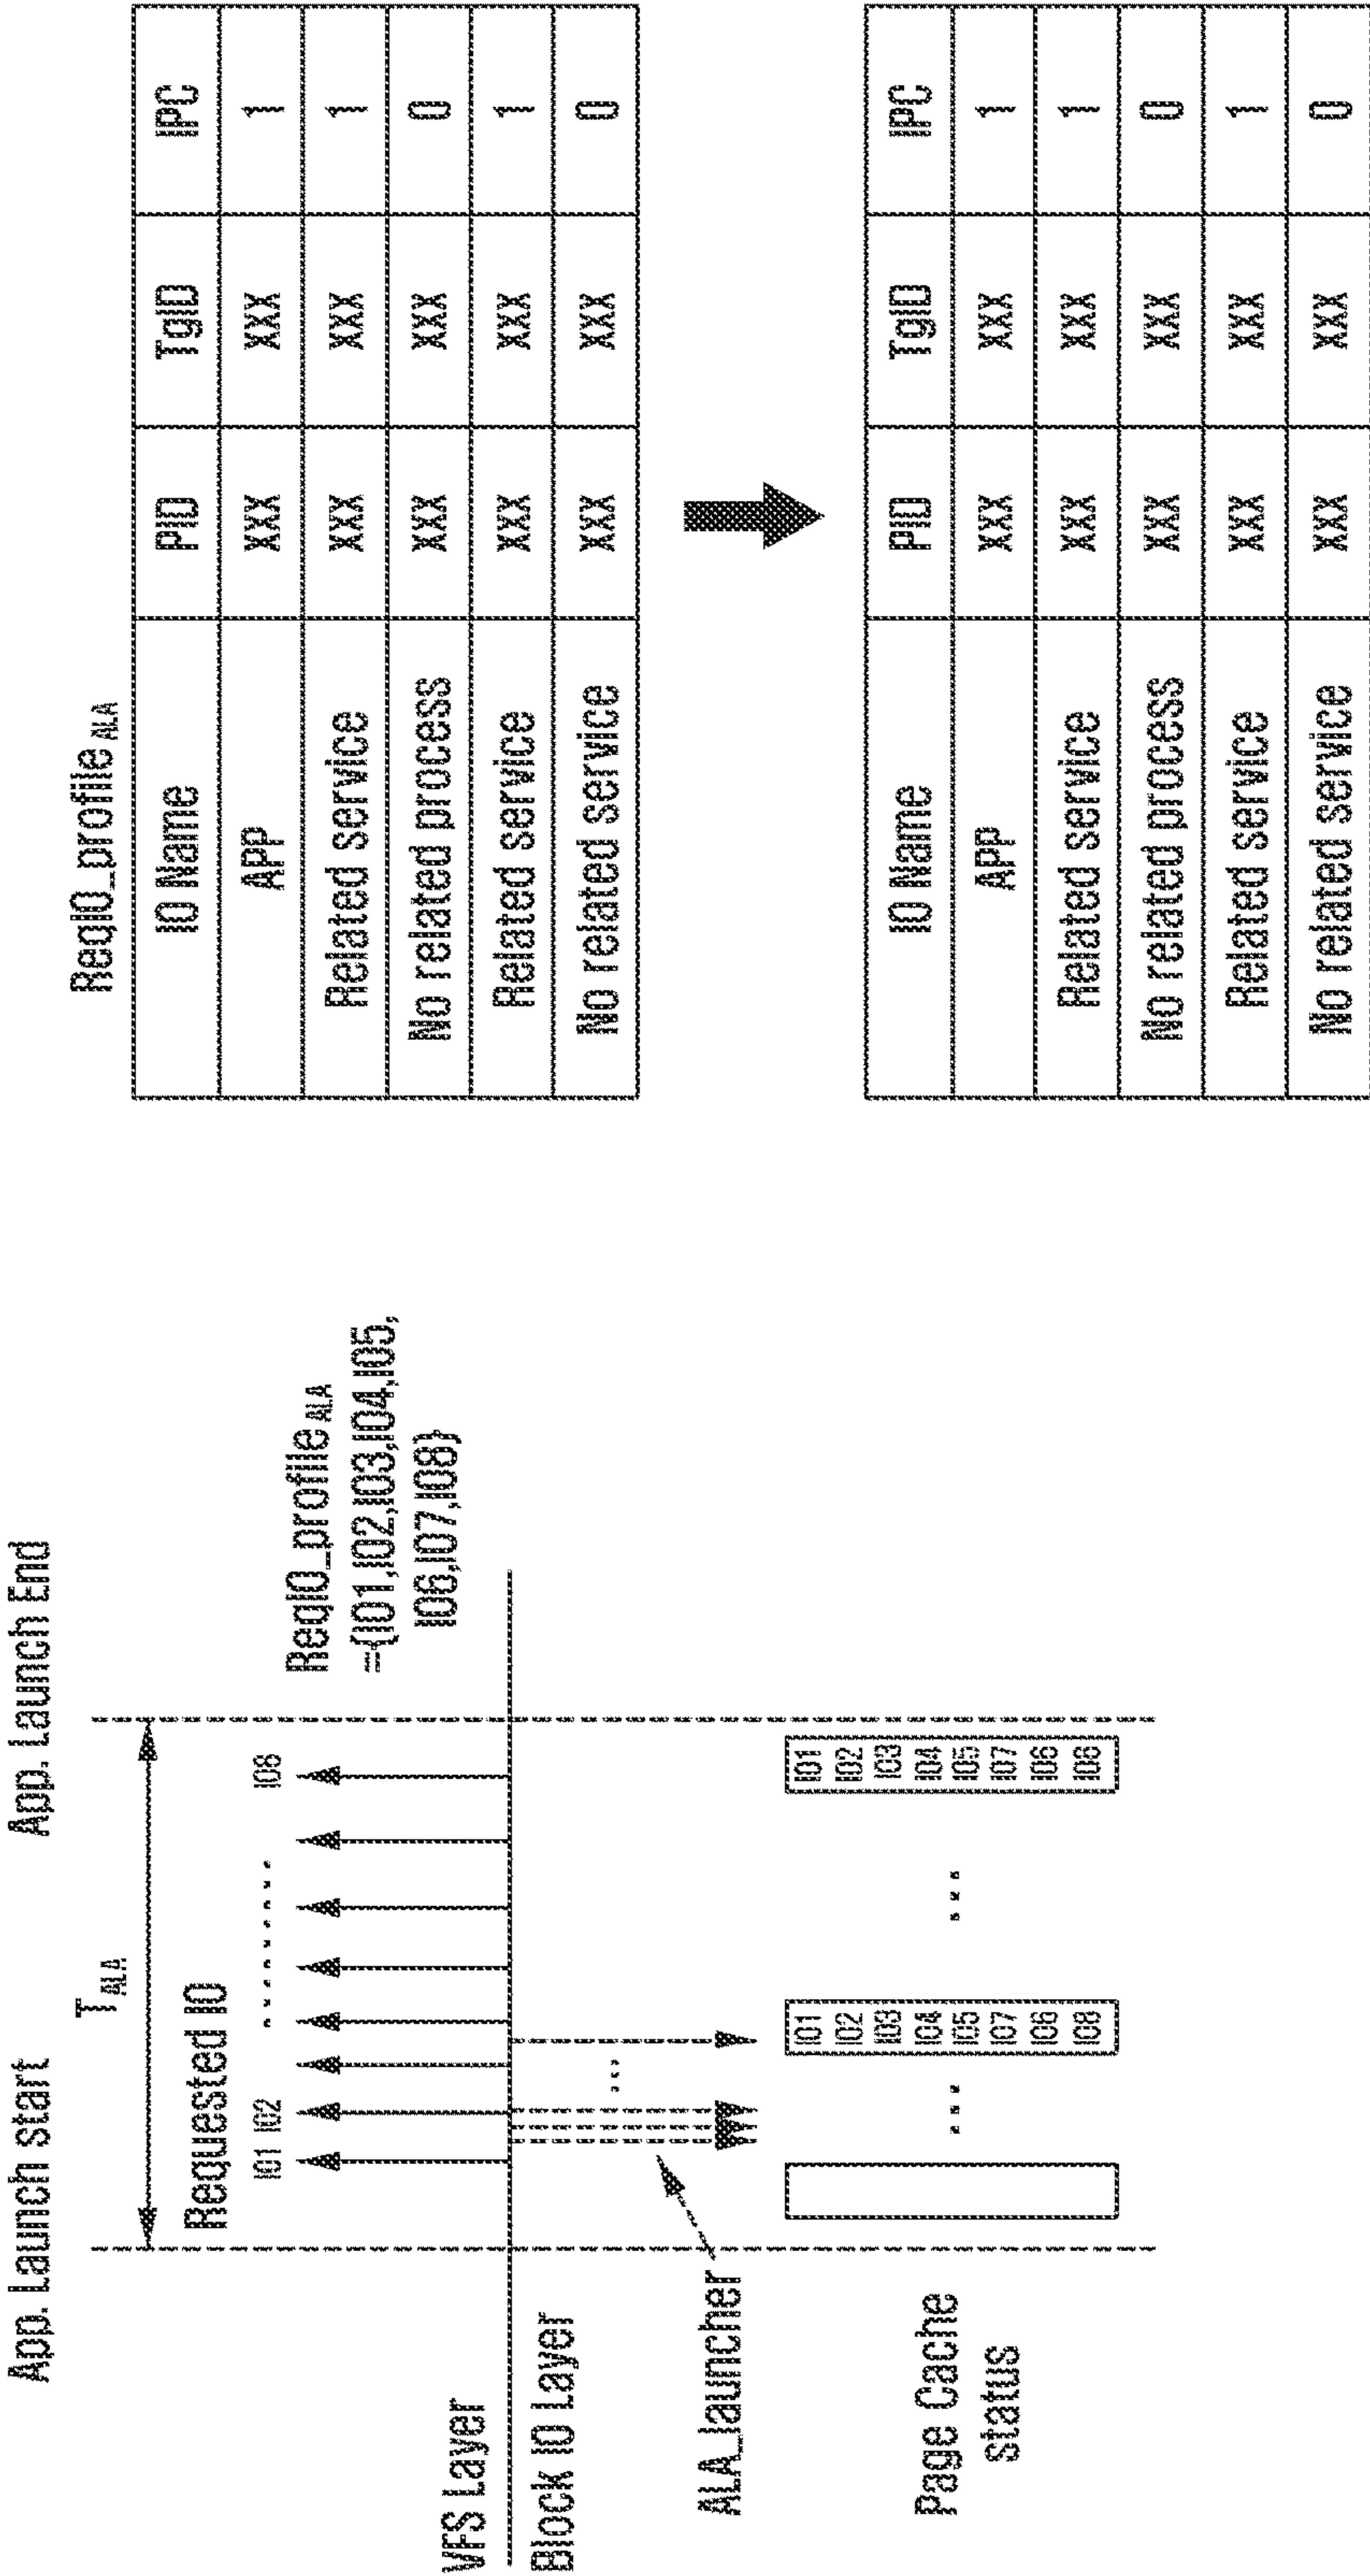 App. Launch start
App. Launch End
T ALA
Requested IO
IO1 IO2 ....... IO8
ReqIO_profile ALA
={IO1,IO2,IO3,IO4,IO5,
IO6,IO7,IO8}
VFS Layer
Block IO Layer
...
ALA_launcher
Page Cache
status
...
IO1
IO2
IO3
IO4
IO5
IO7
IO6
IO8
...
IO1
IO2
IO3
IO4
IO5
IO7
IO6
IO8
ReqIO_profile ALA
IO Name PID TgID IPC
APP XXX XXX 1
Related service XXX XXX 1
No related process XXX XXX 0
Related service XXX XXX 1
No related service XXX XXX 0
IO Name PID TgID IPC
APP XXX XXX 1
Related service XXX XXX 1
No related process XXX XXX 0
Related service XXX XXX 1
No related service XXX XXX 0